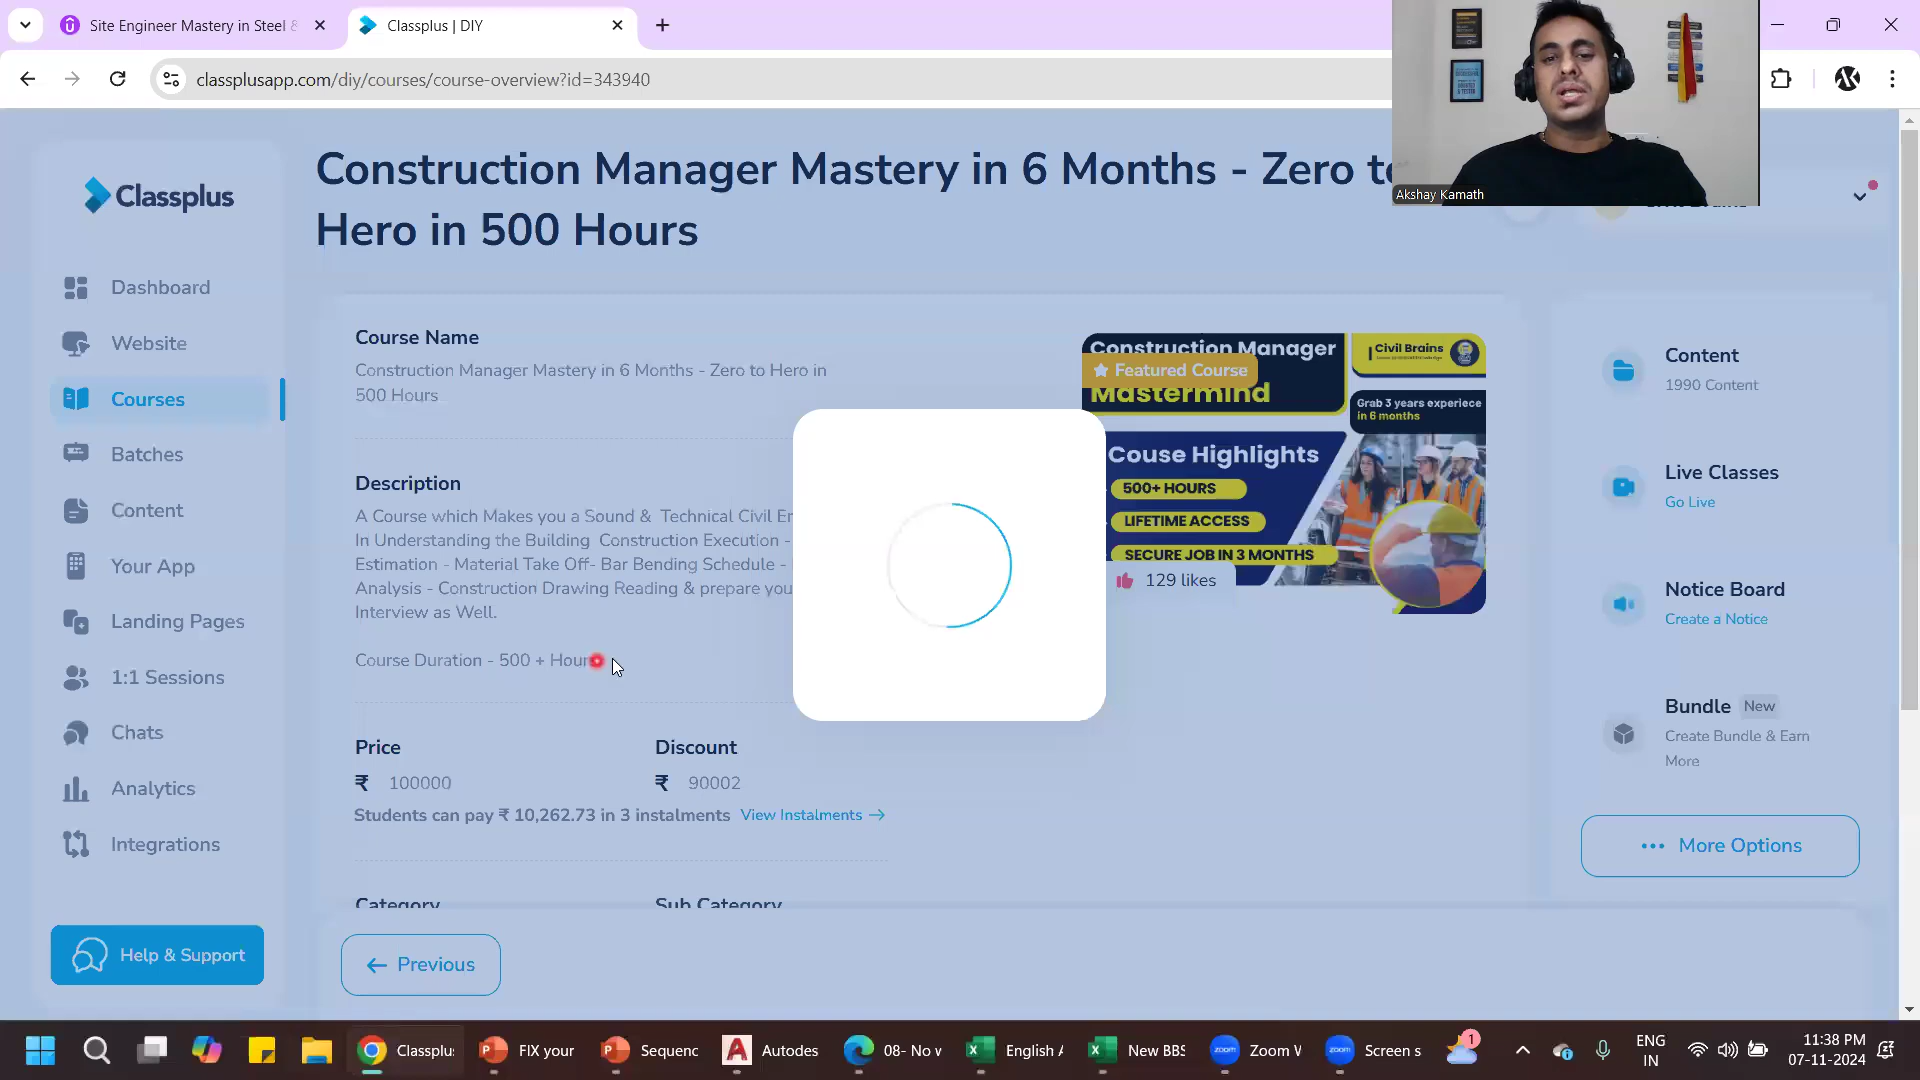 Site Engineer Mastery in Steel &
Classplus | DIY
classplusapp.com/diy/courses/course-overview?id=343940
Akshay Kamath
Classplus
Construction Manager Mastery in 6 Months - Zero to
Hero in 500 Hours
Dashboard
Website
Courses
Batches
Content
Your App
Landing Pages
1:1 Sessions
Chats
Analytics
Integrations
Help & Support
Course Name
Construction Manager Mastery in 6 Months - Zero to Hero in
500 Hours
Description
A Course which Makes you a Sound & Technical Civil En
In Understanding the Building Construction Execution -
Estimation - Material Take Off- Bar Bending Schedule -
Analysis - Construction Drawing Reading & prepare you
Interview as Well.
Course Duration - 500 + Hour
Price
₹ 100000
Discount
₹ 90002
Students can pay ₹ 10,262.73 in 3 instalments View Instalments →
Category
Sub Category
← Previous
Construction Manager
Featured Course
Mastermind
Civil Brains
Grab 3 years experiece
in 6 months
Couse Highlights
500+ HOURS
LIFETIME ACCESS
SECURE JOB IN 3 MONTHS
129 likes
Content
1990 Content
Live Classes
Go Live
Notice Board
Create a Notice
Bundle New
Create Bundle & Earn
More
••• More Options
Classplus
FIX your
Sequenc
Autodes
08- No w
English A
New BBS
Zoom W
Screen s
1
ENG
IN
11:38 PM
07-11-2024